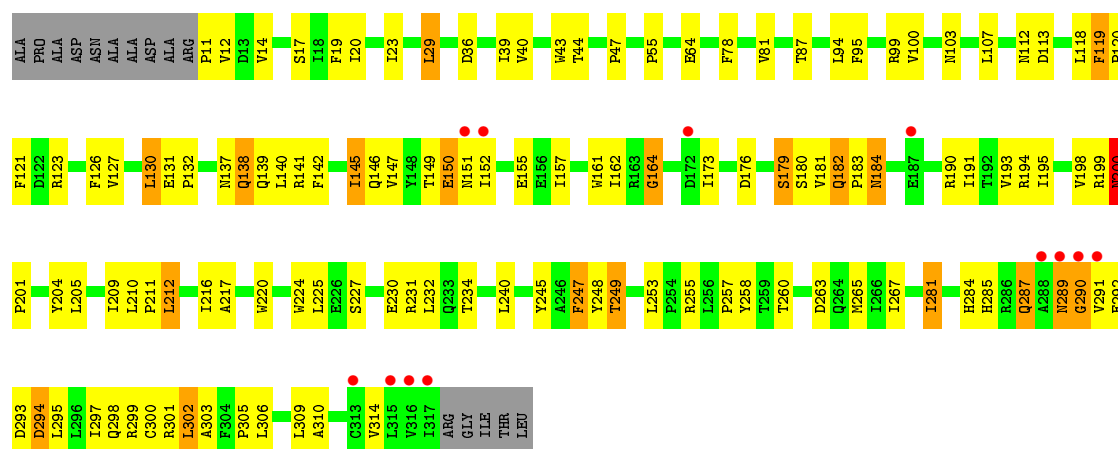 ALA PRO ALA ASP ASN ALA ALA ASP ALA ARG P11 V12 D13 V14 S17 I18 F19 I20 I23 L29 D36 I39 V40 W43 T44 P47 P55 E64 F78 V81 T87 L94 F95 R99 V100 N103 L107 N112 D113 L118 F119 P120
F121 D122 R123 F126 V127 L130 E131 P132 N137 Q138 Q139 L140 R141 F142 I145 Q146 V147 Y148 T149 E150 N151 I152 E155 E156 I157 W161 I162 R163 G164 D172 I173 D176 S179 S180 V181 Q182 P183 N184 E187 R190 I191 T192 V193 R194 I195 V198 R199 N200
P201 Y204 L205 I209 L210 P211 L212 I216 A217 W220 W224 L225 E226 S227 E230 R231 L232 Q233 T234 L240 Y245 A246 F247 Y248 T249 L253 P254 R255 L256 P257 Y258 T259 T260 D263 Q264 M265 I266 I267 I281 H284 H285 R286 Q287 A288 N289 G290 V291
D293 D294 L295 L296 I297 Q298 R299 C300 R301 L302 A303 F304 P305 L306 L309 A310 C313 V314 L315 V316 I317 ARG GLY ILE THR LEU